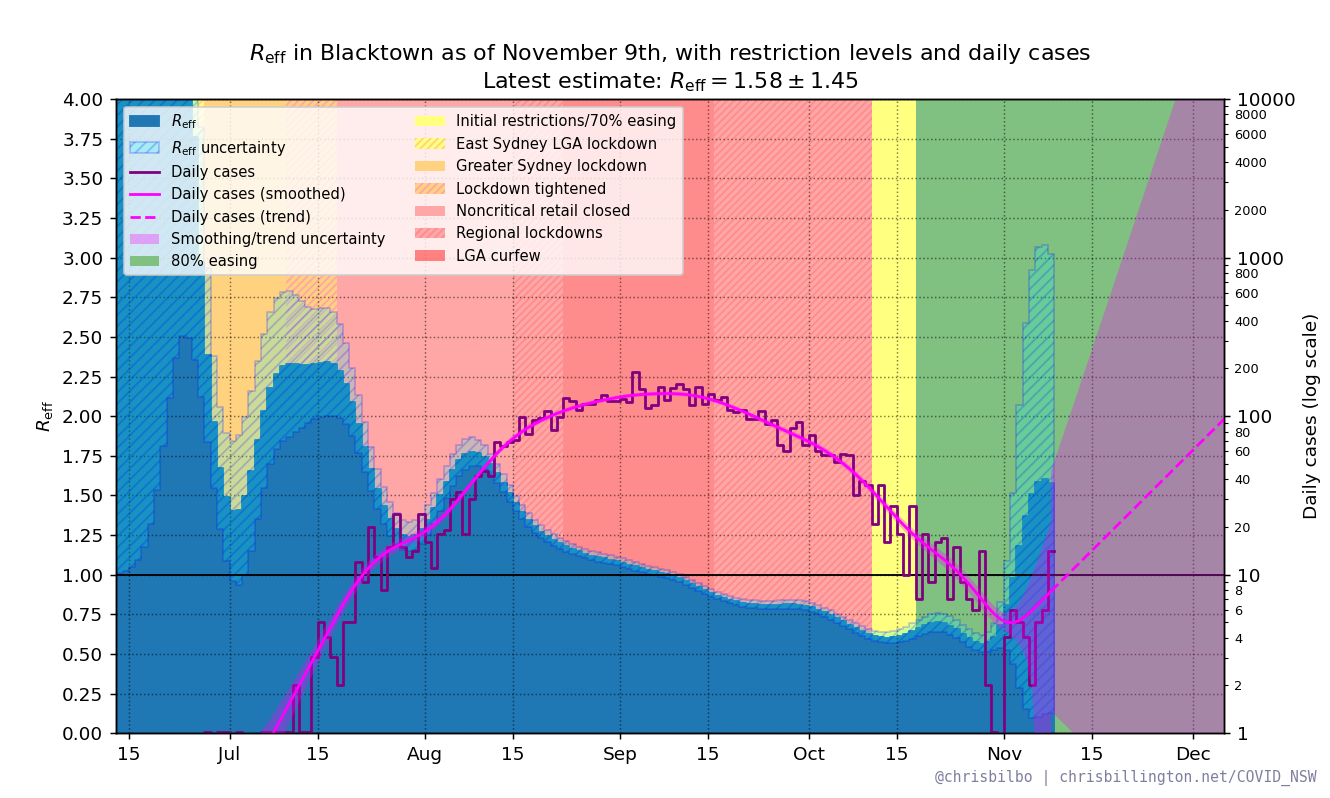 R_eff in Blacktown as of November 9th, with restriction levels and daily cases
Latest estimate: R_eff = 1.58 ± 1.45
R_eff
R_eff uncertainty
Daily cases
Daily cases (smoothed)
Daily cases (trend)
Smoothing/trend uncertainty
80% easing
Initial restrictions/70% easing
East Sydney LGA lockdown
Greater Sydney lockdown
Lockdown tightened
Noncritical retail closed
Regional lockdowns
LGA curfew
R_eff
4.00
3.75
3.50
3.25
3.00
2.75
2.50
2.25
2.00
1.75
1.50
1.25
1.00
0.75
0.50
0.25
0.00
10000
8000
6000
4000
2000
1000
800
600
400
200
100
80
60
40
20
10
8
6
4
2
1
Daily cases (log scale)
15 Jul 15 Aug 15 Sep 15 Oct 15 Nov 15 Dec
@chrisbilbo | chrisbillington.net/COVID_NSW